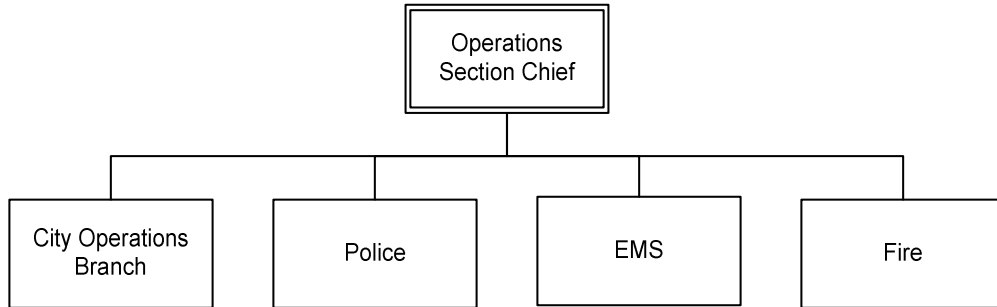 Operations
Section Chief
City Operations
Branch
Police
EMS
Fire